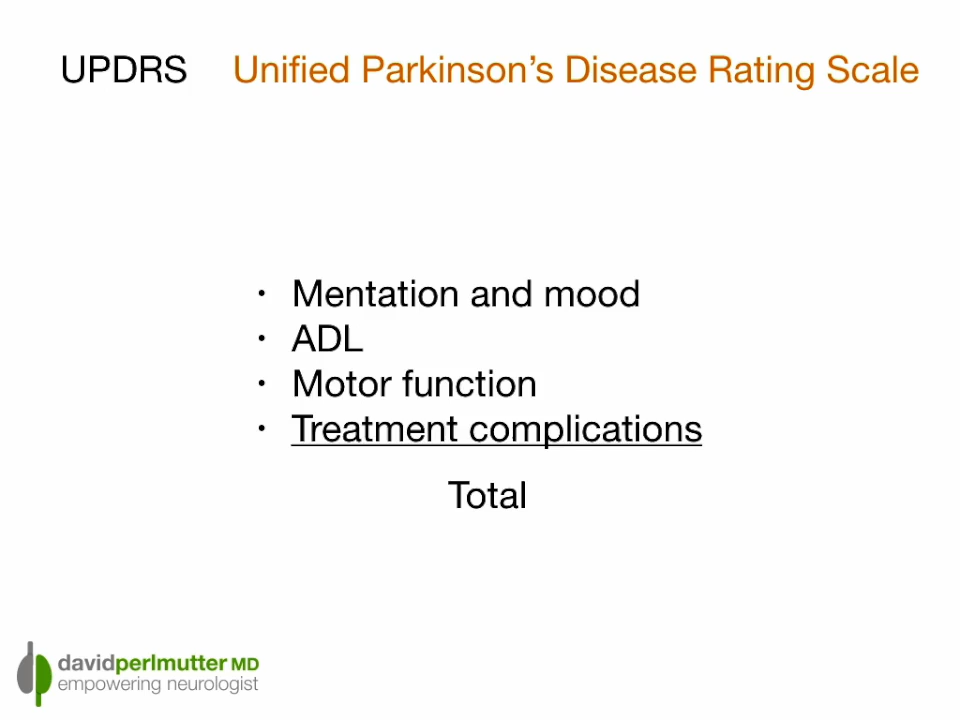 UPDRS Unified Parkinson's Disease Rating Scale
• Mentation and mood
• ADL
• Motor function
• Treatment complications
Total
davidperlmutter MD
empowering neurologist